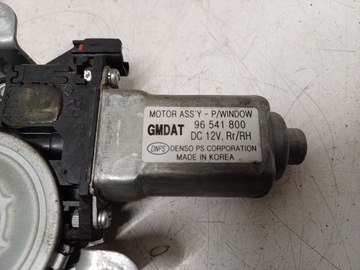 MOTOR ASS'Y - P/WINDOW
GMDAT 96 541 800
DC 12V, Rr/RH
DNPS DENSO PS CORPORATION
MADE IN KOREA